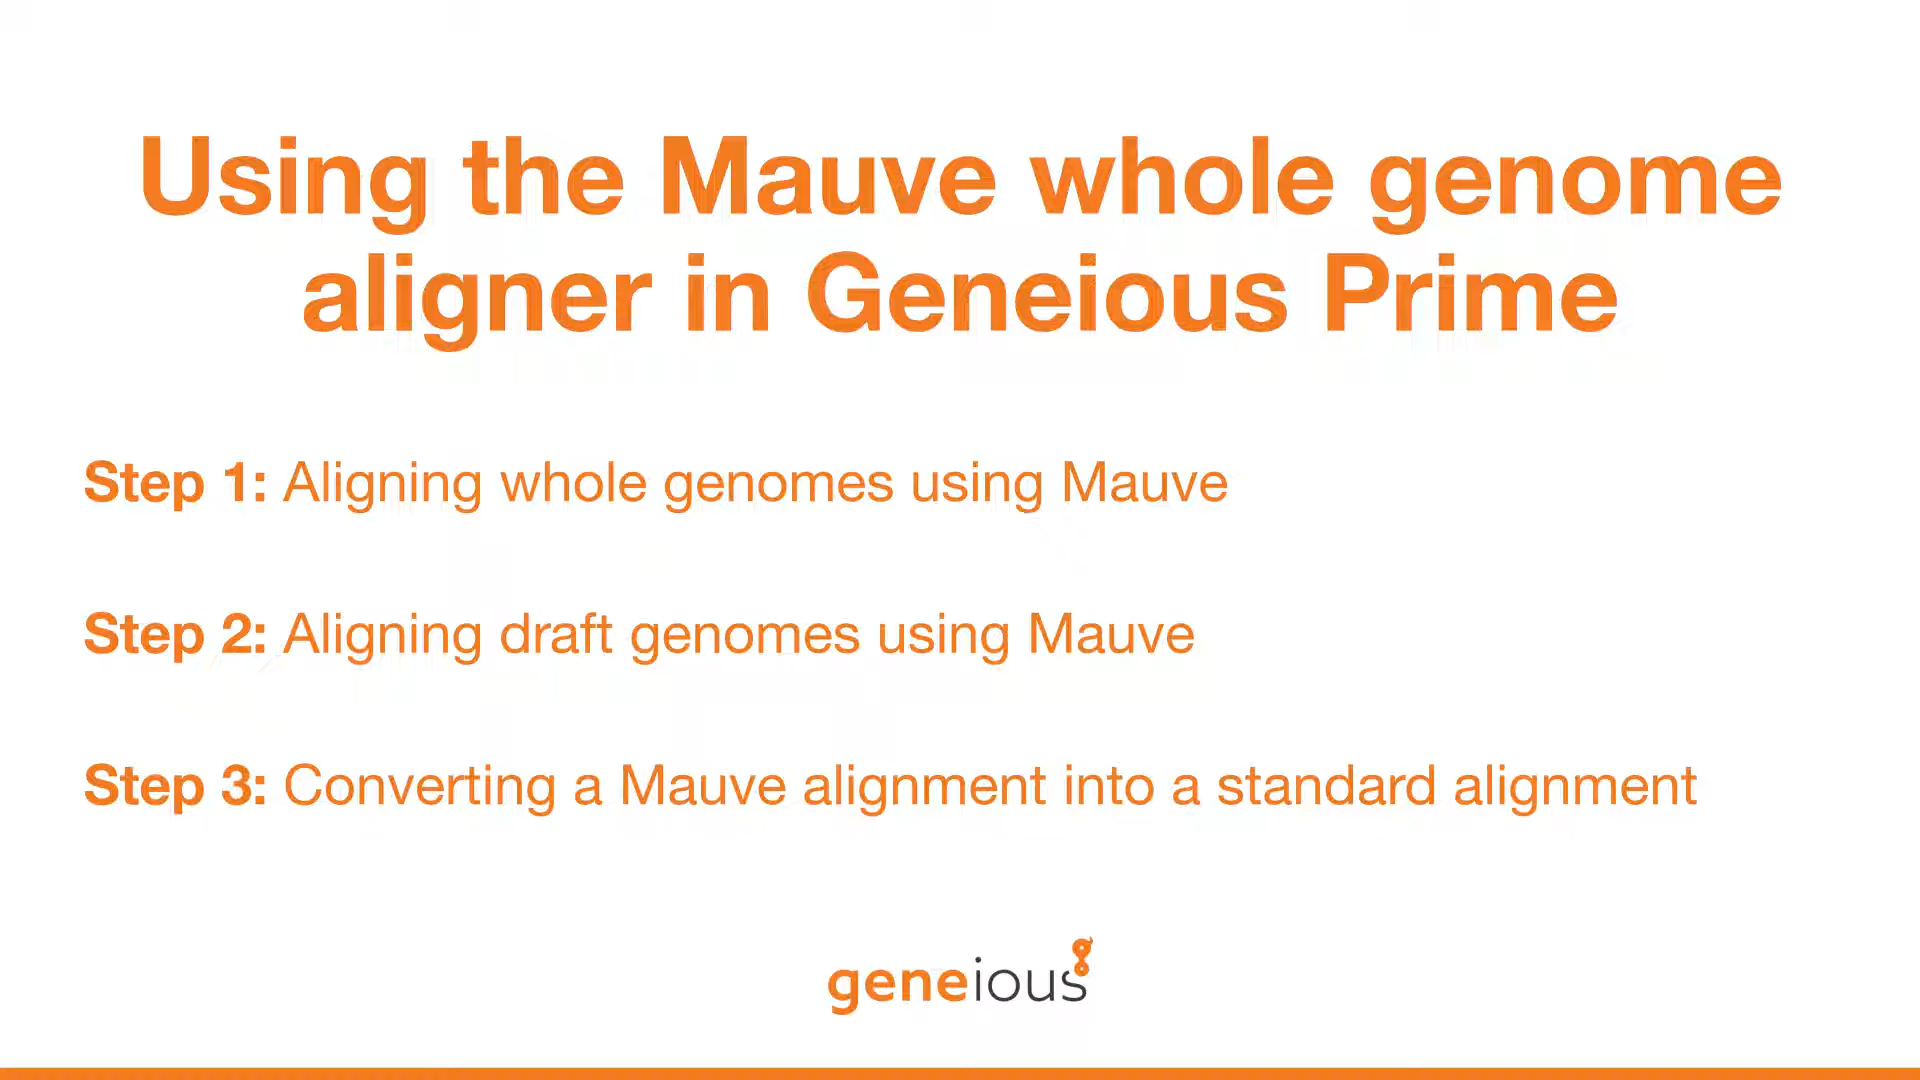 Using the Mauve whole genome
aligner in Geneious Prime
Step 1: Aligning whole genomes using Mauve
Step 2: Aligning draft genomes using Mauve
Step 3: Converting a Mauve alignment into a standard alignment
geneious